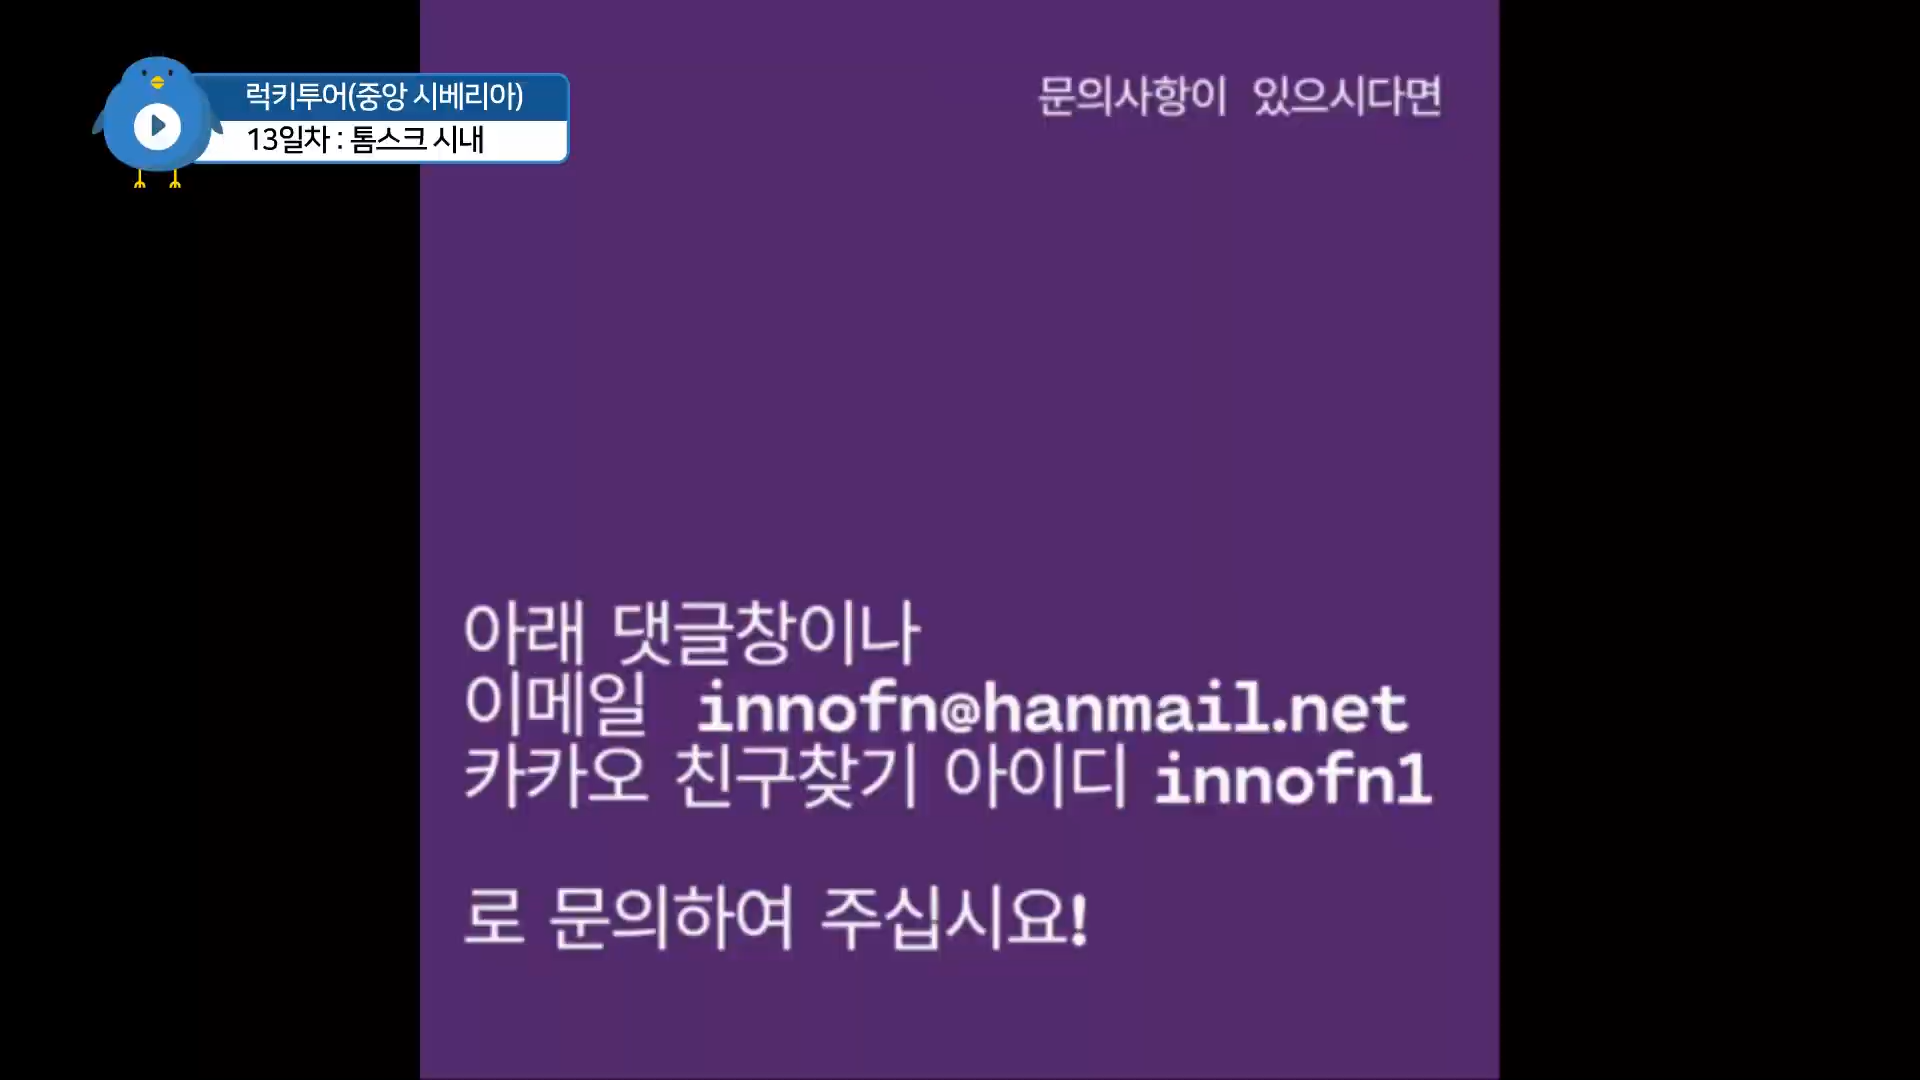 럭키투어(중앙 시베리아)
13일차 : 톰스크 시내
문의사항이 있으시다면
아래 댓글창이나
이메일 innofn@hanmail.net
카카오 친구찾기 아이디 innofn1
로 문의하여 주십시요!